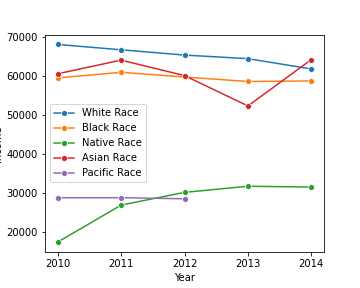 70000
60000
50000
40000
30000
20000
White Race
Black Race
Native Race
Asian Race
Pacific Race
2010 2011 2012 2013 2014
Year